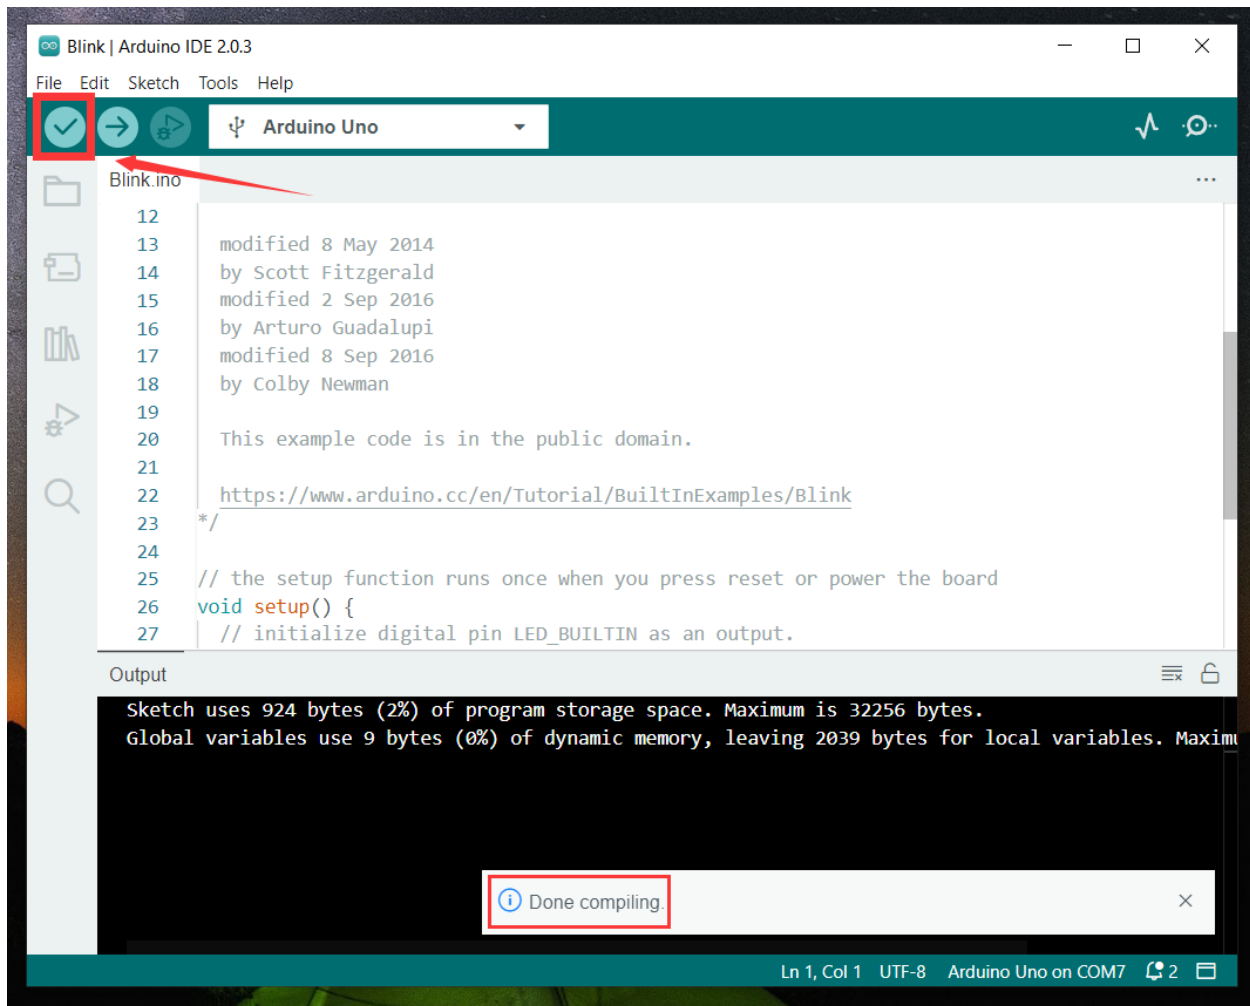 Blink | Arduino IDE 2.0.3
File Edit Sketch Tools Help
Arduino Uno
Blink.ino
12
13 modified 8 May 2014
14 by Scott Fitzgerald
15 modified 2 Sep 2016
16 by Arturo Guadalupi
17 modified 8 Sep 2016
18 by Colby Newman
19
20 This example code is in the public domain.
21
22 https://www.arduino.cc/en/Tutorial/BuiltInExamples/Blink
23 */
24
25 // the setup function runs once when you press reset or power the board
26 void setup() {
27 // initialize digital pin LED_BUILTIN as an output.
Output
Sketch uses 924 bytes (2%) of program storage space. Maximum is 32256 bytes.
Global variables use 9 bytes (0%) of dynamic memory, leaving 2039 bytes for local variables. Maximu
Done compiling.
Ln 1, Col 1 UTF-8 Arduino Uno on COM7 2